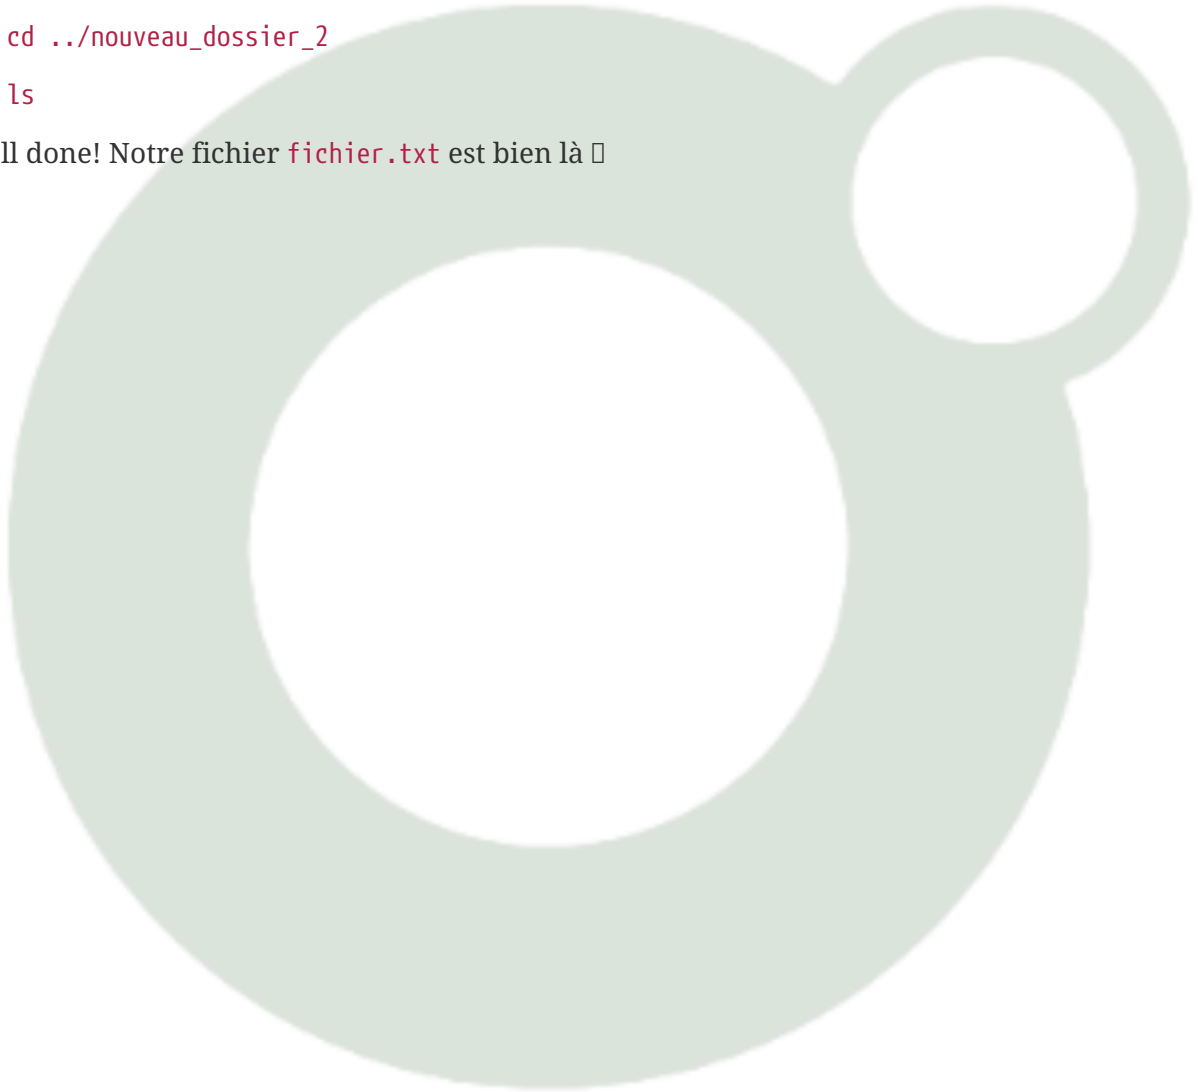 cd ../nouveau_dossier_2
ls
ll done! Notre fichier fichier.txt est bien là